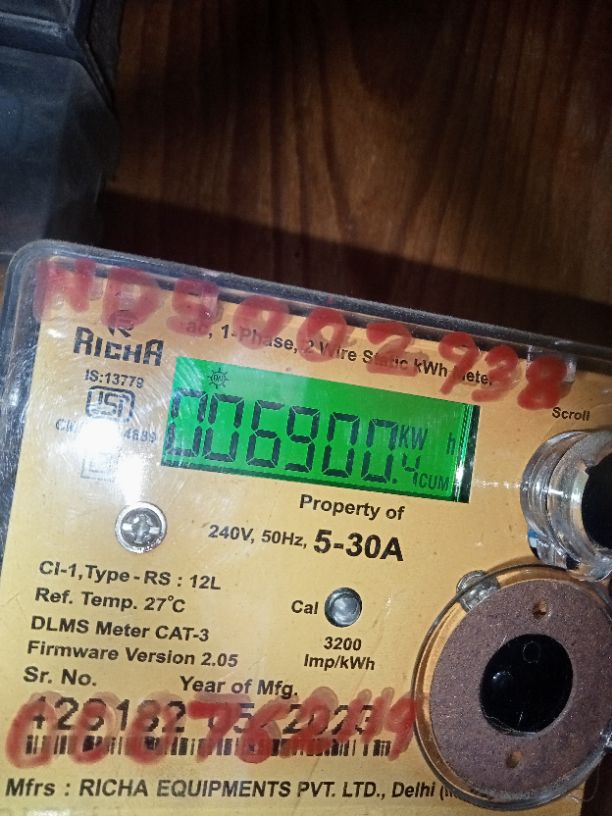 ND5002938
RICHA
ac, 1-Phase, 2 Wire Static kWh Meter
IS:13779
Scroll
ON
006900.4 KW h
CUM
Property of
240V, 50Hz, 5-30A
Cl-1, Type - RS : 12L
Ref. Temp. 27°C
Cal
DLMS Meter CAT-3
3200
Imp/kWh
Firmware Version 2.05
Sr. No. Year of Mfg.
2023
Mfrs : RICHA EQUIPMENTS PVT. LTD., Delhi